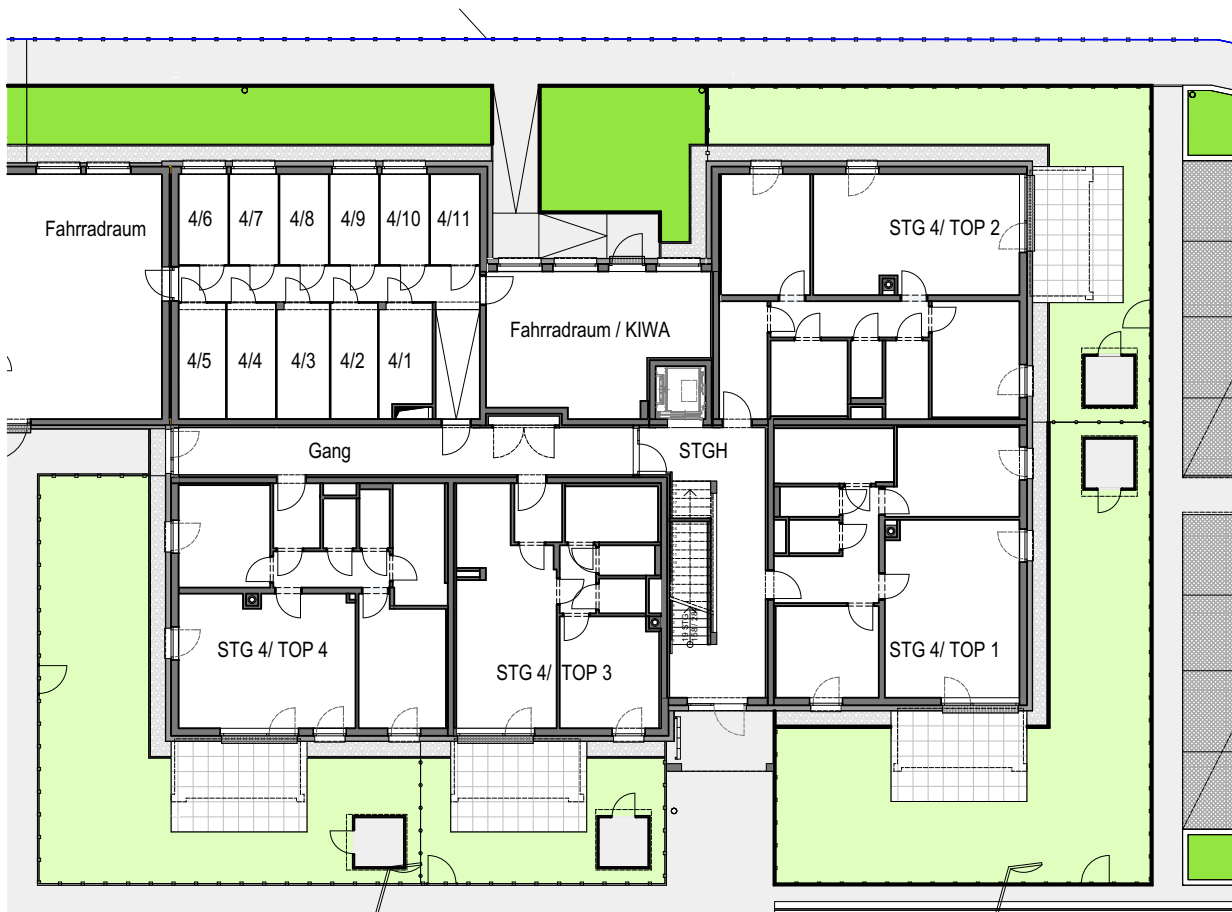 4/6 4/7 4/8 4/9 4/10 4/11
Fahrradraum
STG 4/ TOP 2
Fahrradraum / KIWA
4/5 4/4 4/3 4/2 4/1
Gang
STGH
19 STG
STG 4/ TOP 4
STG 4/ TOP 3
STG 4/ TOP 1